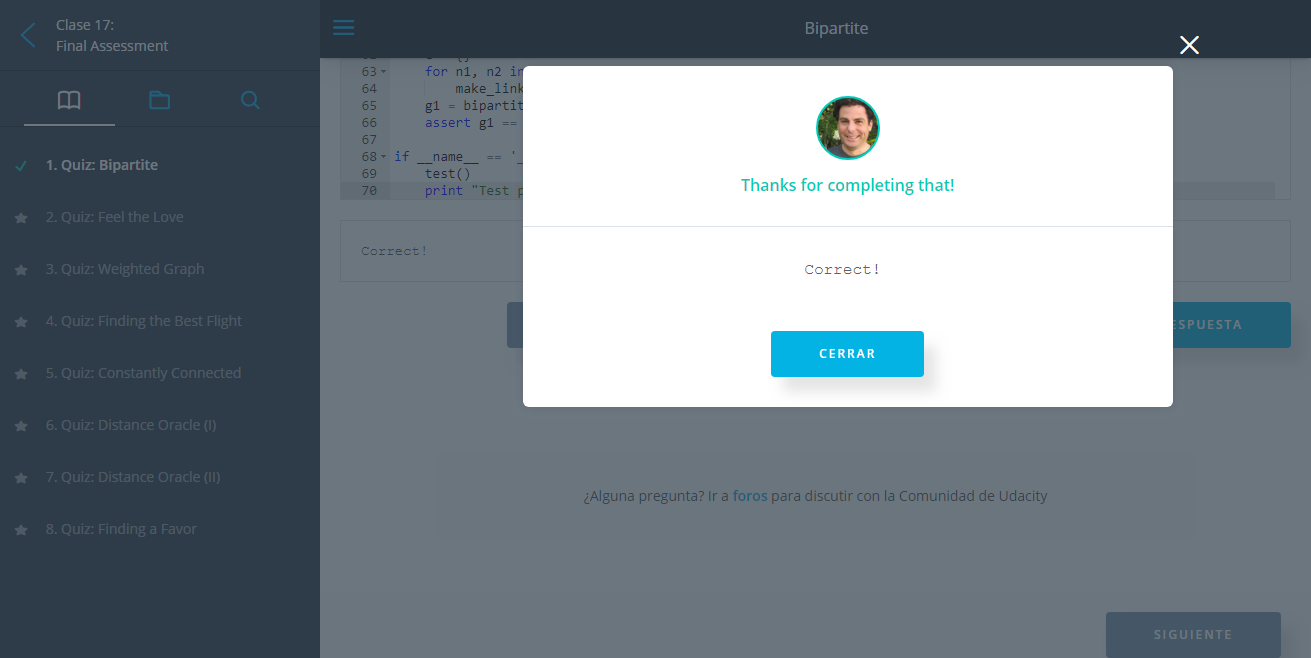 Clase 17:
Final Assessment
Bipartite
1. Quiz: Bipartite
2. Quiz: Feel the Love
3. Quiz: Weighted Graph
4. Quiz: Finding the Best Flight
5. Quiz: Constantly Connected
6. Quiz: Distance Oracle (I)
7. Quiz: Distance Oracle (II)
8. Quiz: Finding a Favor
63 for n1, n2 in
64 make_link
65 g1 = bipartit
66 assert g1 ==
67
68 if __name__ == '_
69 test()
70 print "Test p
Correct!
Thanks for completing that!
Correct!
CERRAR
ESPUESTA
¿Alguna pregunta? Ir a foros para discutir con la Comunidad de Udacity
SIGUIENTE